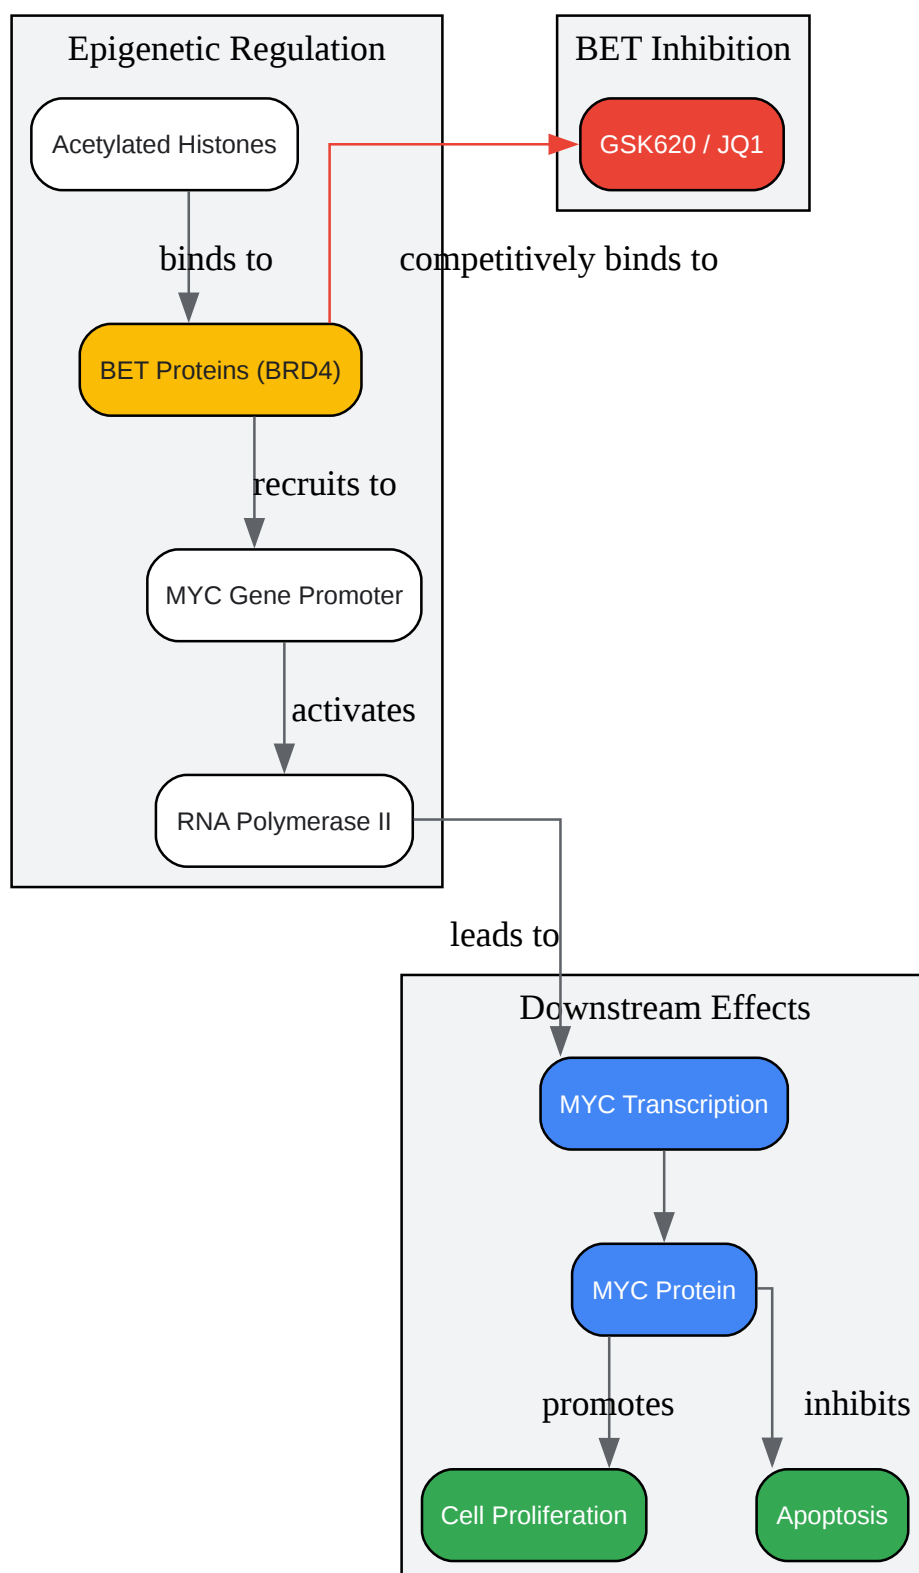 Epigenetic Regulation
BET Inhibition
Acetylated Histones
GSK620 / JQ1
binds to
competitively binds to
BET Proteins (BRD4)
recruits to
MYC Gene Promoter
activates
RNA Polymerase II
leads to
Downstream Effects
MYC Transcription
MYC Protein
promotes
inhibits
Cell Proliferation
Apoptosis